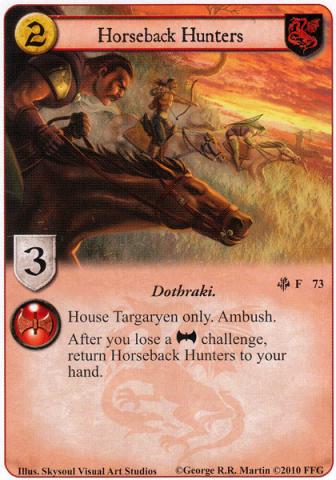 2
Horseback Hunters
3
Dothraki.
F 73
House Targaryen only. Ambush.
After you lose a challenge,
return Horseback Hunters to your
hand.
Illus. Skysoul Visual Art Studios ©George R.R. Martin ©2010 FFG